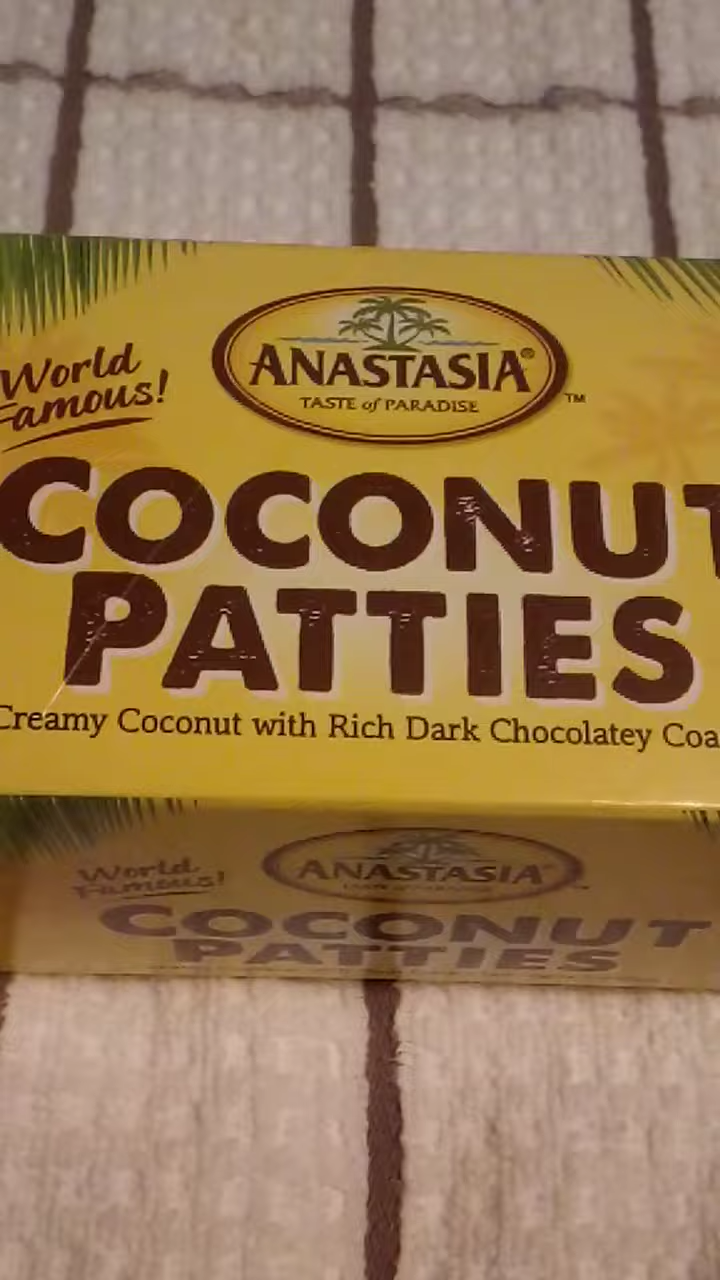 World
Famous!
ANASTASIA®
TASTE of PARADISE
™
COCONUT
PATTIES
Creamy Coconut with Rich Dark Chocolatey Coa
World
Famous!
ANASTASIA
COCONUT
PATTIES